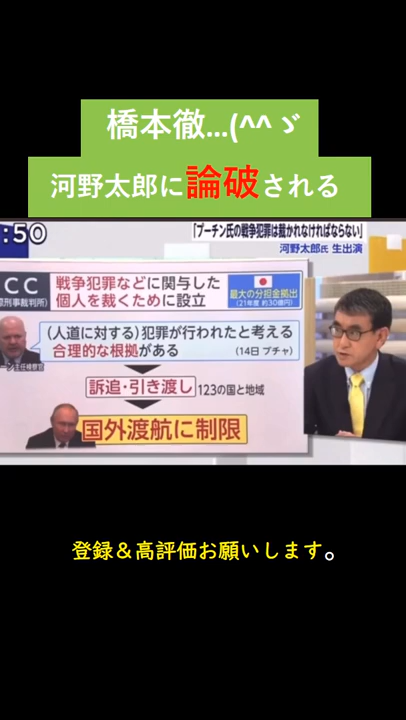 橋本徹…(^^ゞ
河野太郎に論破される
:50
「プーチン氏の戦争犯罪は裁かれなければならない」
河野太郎氏 生出演
CC
刑事裁判所)
戦争犯罪などに関与した
個人を裁くために設立
最大の分担金拠出
(21年度 約30億円)
(人道に対する)犯罪が行われたと考える
合理的な根拠がある
(14日 ブチャ)
ーン主任検察官
訴追・引き渡し 123の国と地域
国外渡航に制限
登録＆高評価お願いします。